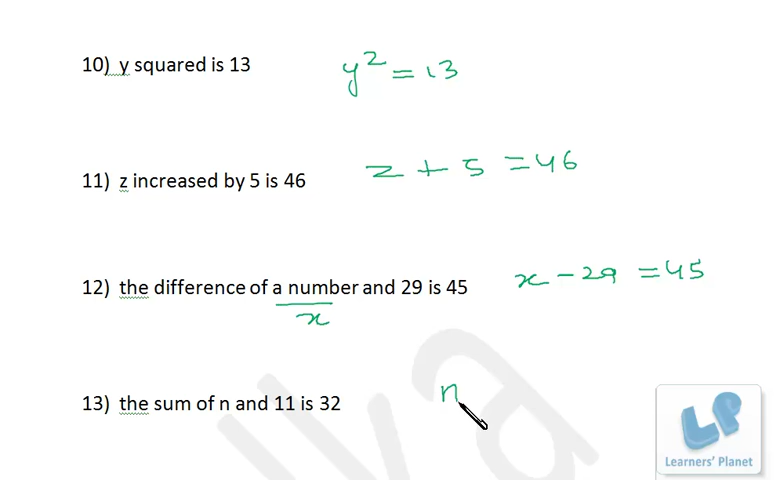 10) y squared is 13 y² = 13
11) z increased by 5 is 46 z + 5 = 46
12) the difference of a number and 29 is 45 x - 29 = 45
x
13) the sum of n and 11 is 32 n
LP
Learners' Planet